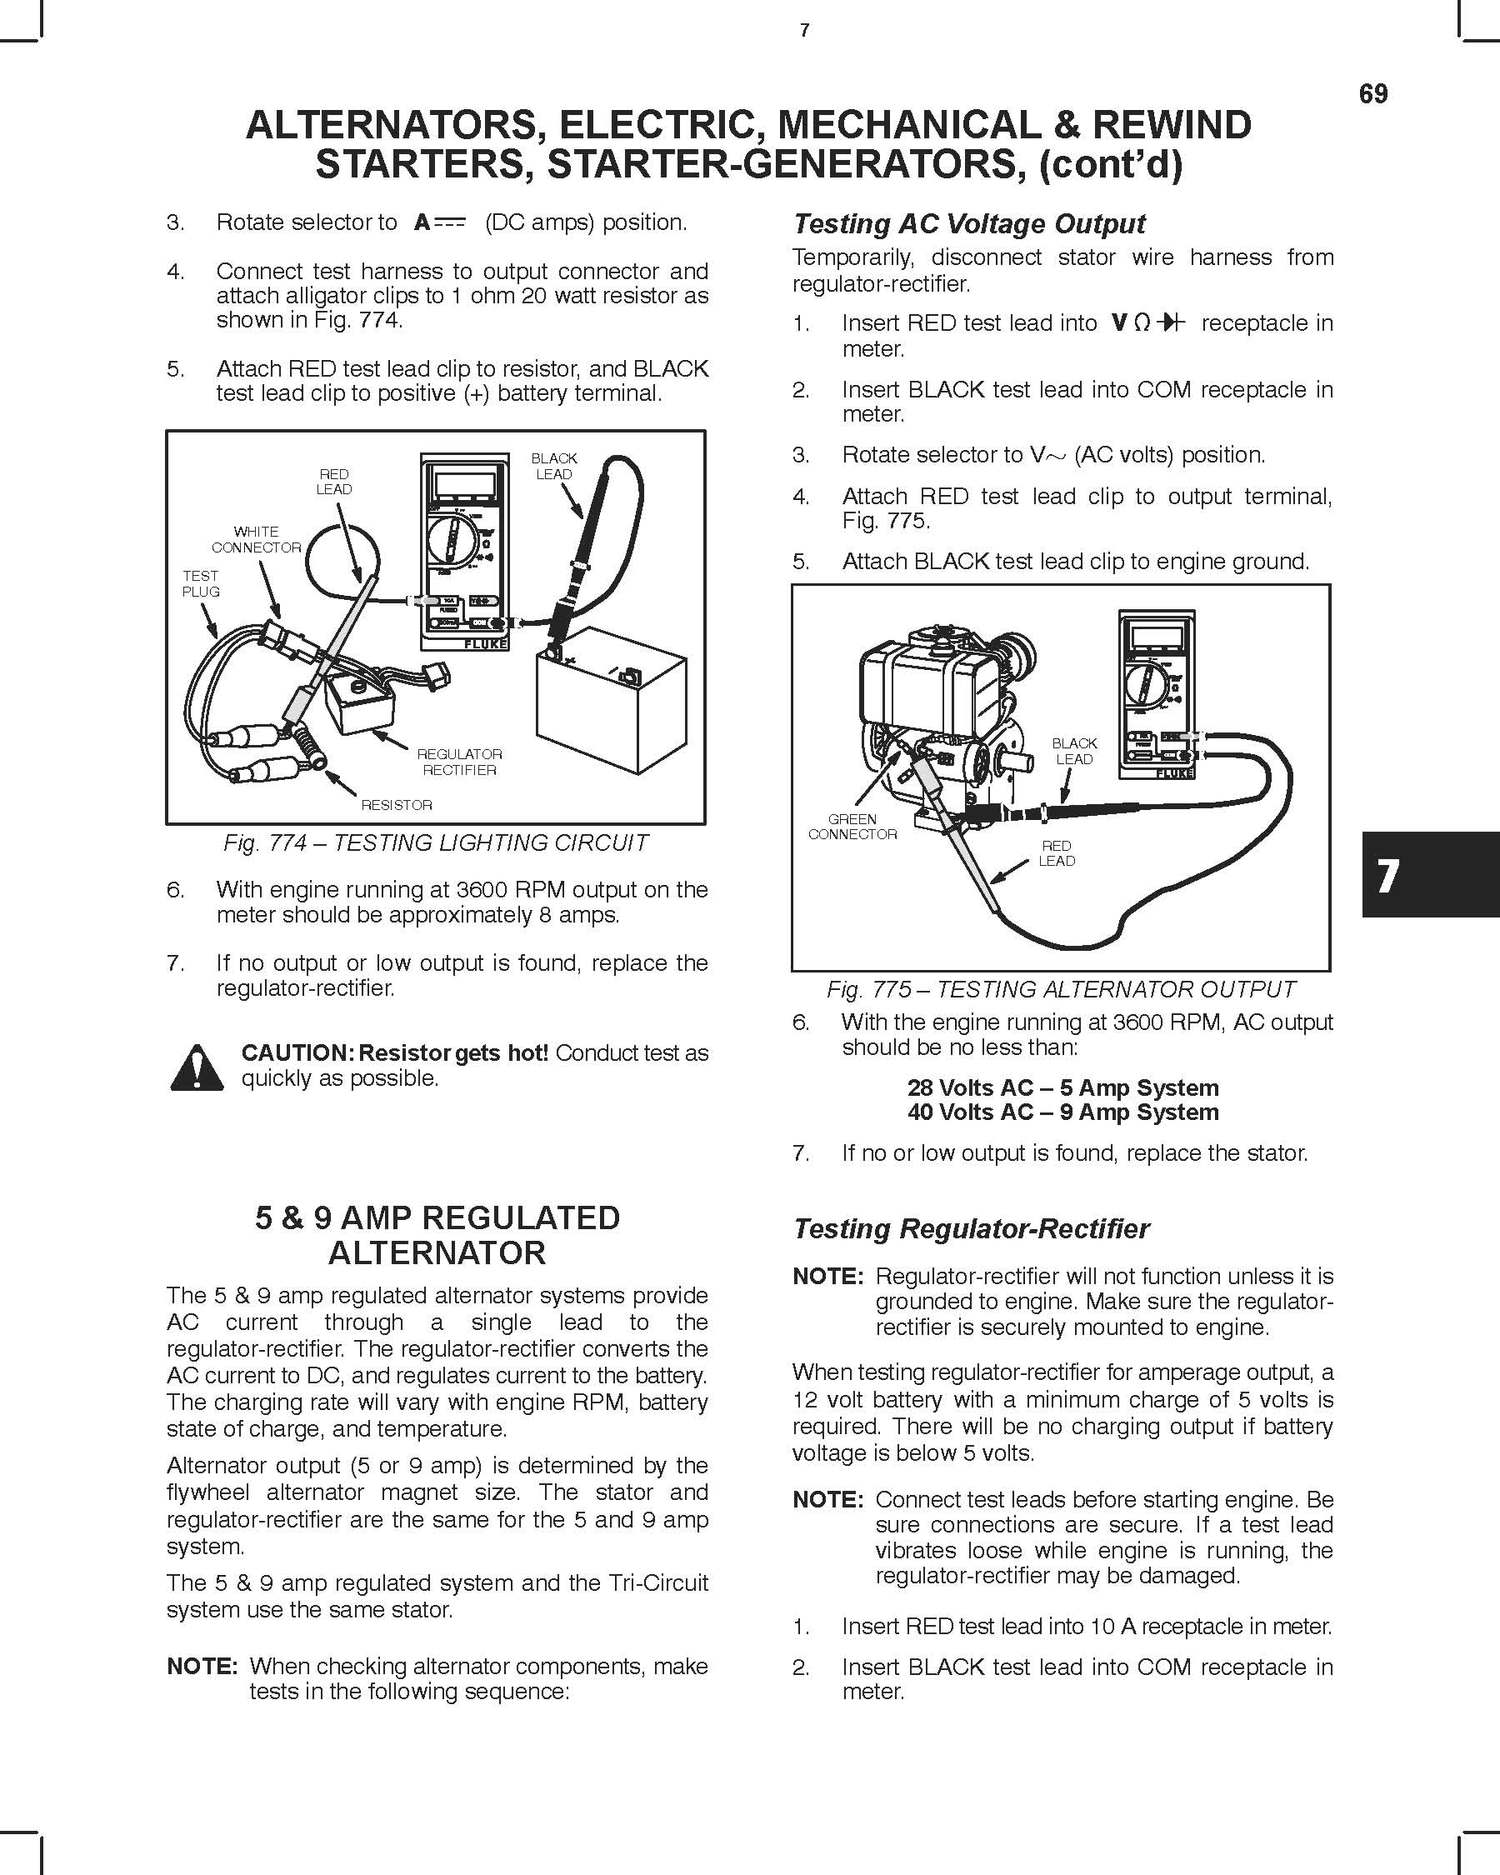 7
69
ALTERNATORS, ELECTRIC, MECHANICAL & REWIND
STARTERS, STARTER-GENERATORS, (cont’d)
3. Rotate selector to A (DC amps) position.
4. Connect test harness to output connector and
attach alligator clips to 1 ohm 20 watt resistor as
shown in Fig. 774.
5. Attach RED test lead clip to resistor, and BLACK
test lead clip to positive (+) battery terminal.
RED
LEAD
BLACK
LEAD
WHITE
CONNECTOR
TEST
PLUG
FLUKE
REGULATOR
RECTIFIER
RESISTOR
Fig. 774 – TESTING LIGHTING CIRCUIT
6. With engine running at 3600 RPM output on the
meter should be approximately 8 amps.
7. If no output or low output is found, replace the
regulator-rectifier.
CAUTION: Resistor gets hot! Conduct test as
quickly as possible.
5 & 9 AMP REGULATED
ALTERNATOR
The 5 & 9 amp regulated alternator systems provide
AC current through a single lead to the
regulator-rectifier. The regulator-rectifier converts the
AC current to DC, and regulates current to the battery.
The charging rate will vary with engine RPM, battery
state of charge, and temperature.
Alternator output (5 or 9 amp) is determined by the
flywheel alternator magnet size. The stator and
regulator-rectifier are the same for the 5 and 9 amp
system.
The 5 & 9 amp regulated system and the Tri-Circuit
system use the same stator.
NOTE: When checking alternator components, make
tests in the following sequence:
Testing AC Voltage Output
Temporarily, disconnect stator wire harness from
regulator-rectifier.
1. Insert RED test lead into V Ω receptacle in
meter.
2. Insert BLACK test lead into COM receptacle in
meter.
3. Rotate selector to V~ (AC volts) position.
4. Attach RED test lead clip to output terminal,
Fig. 775.
5. Attach BLACK test lead clip to engine ground.
BLACK
LEAD
FLUKE
GREEN
CONNECTOR
RED
LEAD
Fig. 775 – TESTING ALTERNATOR OUTPUT
6. With the engine running at 3600 RPM, AC output
should be no less than:
28 Volts AC – 5 Amp System
40 Volts AC – 9 Amp System
7. If no or low output is found, replace the stator.
Testing Regulator-Rectifier
NOTE: Regulator-rectifier will not function unless it is
grounded to engine. Make sure the regulator-
rectifier is securely mounted to engine.
When testing regulator-rectifier for amperage output, a
12 volt battery with a minimum charge of 5 volts is
required. There will be no charging output if battery
voltage is below 5 volts.
NOTE: Connect test leads before starting engine. Be
sure connections are secure. If a test lead
vibrates loose while engine is running, the
regulator-rectifier may be damaged.
1. Insert RED test lead into 10 A receptacle in meter.
2. Insert BLACK test lead into COM receptacle in
meter.
7